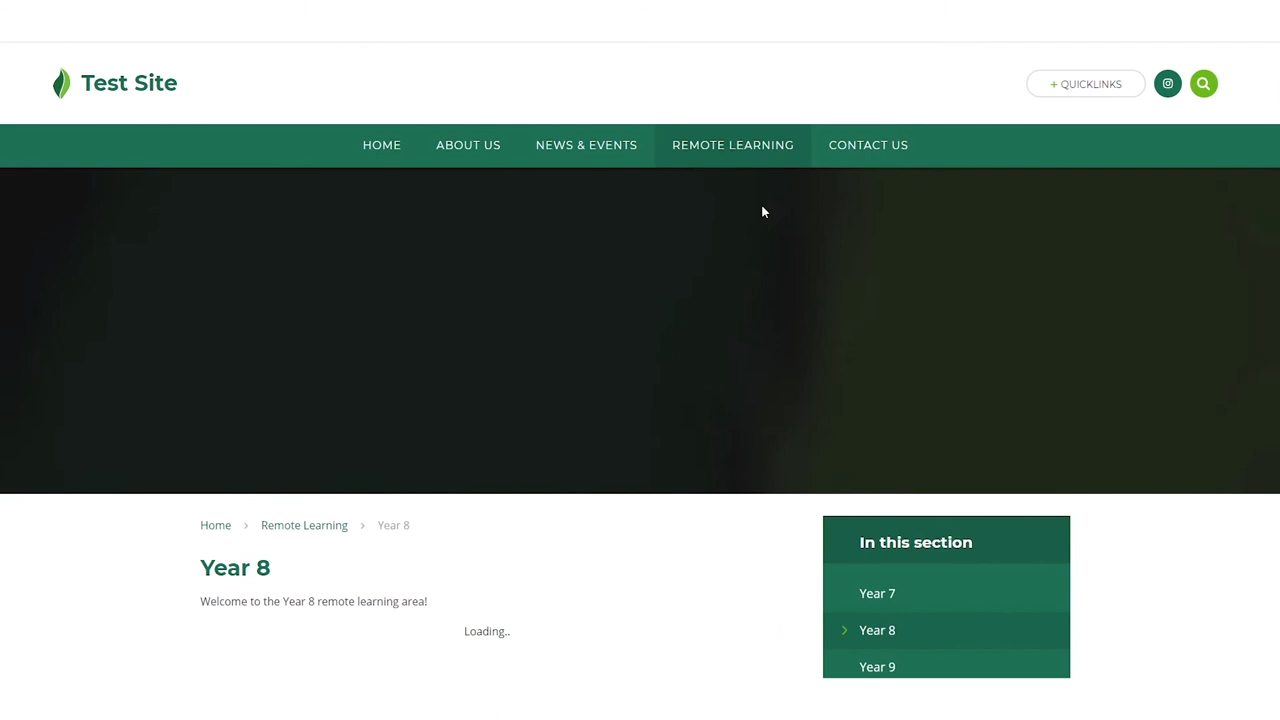 Test Site
+ QUICKLINKS
HOME ABOUT US NEWS & EVENTS REMOTE LEARNING CONTACT US
Home > Remote Learning > Year 8
Year 8
Welcome to the Year 8 remote learning area!
Loading..
In this section
Year 7
> Year 8
Year 9